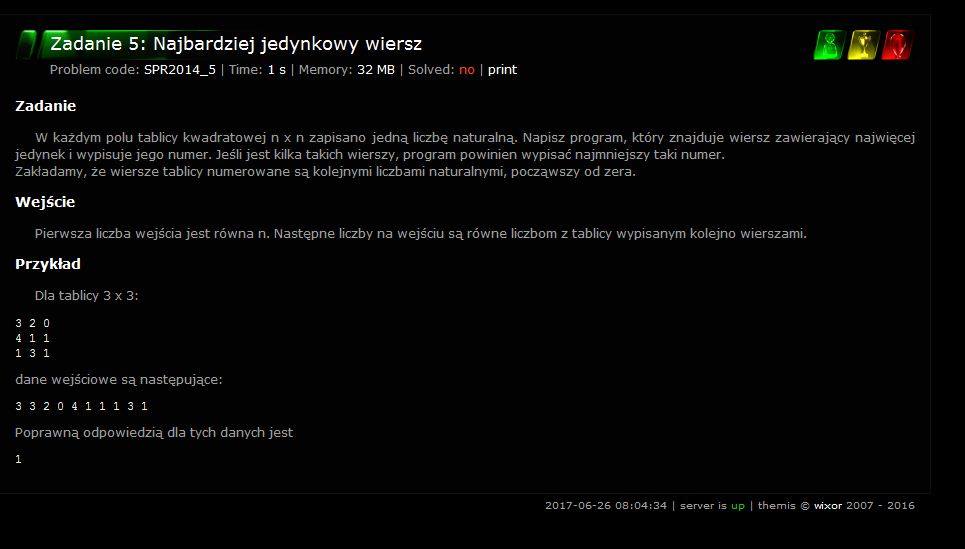 Zadanie 5: Najbardziej jedynkowy wiersz
Problem code: SPR2014_5 | Time: 1 s | Memory: 32 MB | Solved: no | print
Zadanie
W każdym polu tablicy kwadratowej n x n zapisano jedną liczbę naturalną. Napisz program, który znajduje wiersz zawierający najwięcej
jedynek i wypisuje jego numer. Jeśli jest kilka takich wierszy, program powinien wypisać najmniejszy taki numer.
Zakładamy, że wiersze tablicy numerowane są kolejnymi liczbami naturalnymi, począwszy od zera.
Wejście
Pierwsza liczba wejścia jest równa n. Następne liczby na wejściu są równe liczbom z tablicy wypisanym kolejno wierszami.
Przykład
Dla tablicy 3 x 3:
3 2 0
4 1 1
1 3 1
dane wejściowe są następujące:
3 3 2 0 4 1 1 1 3 1
Poprawną odpowiedzią dla tych danych jest
1
2017-06-26 08:04:34 | server is up | themis © wixor 2007 - 2016